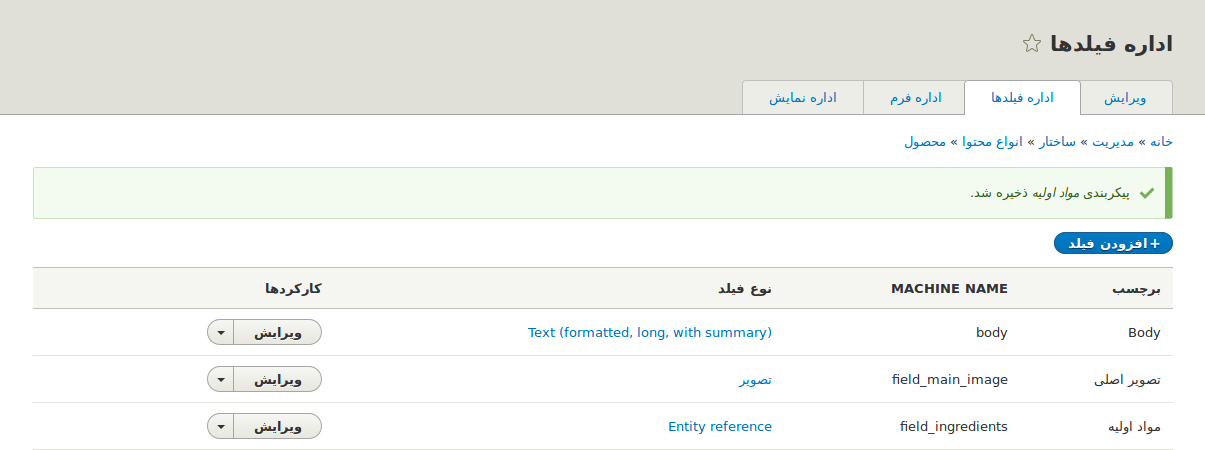 اداره فیلدها
ویرایش اداره فیلدها اداره فرم اداره نمایش
خانه » مدیریت » ساختار » انواع محتوا » محصول
پیکربندی مواد اولیه ذخیره شد.
+ افزودن فیلد
برچسب MACHINE NAME نوع فیلد کارکردها
Body body Text (formatted, long, with summary) ویرایش
تصویر اصلی field_main_image تصویر ویرایش
مواد اولیه field_ingredients Entity reference ویرایش